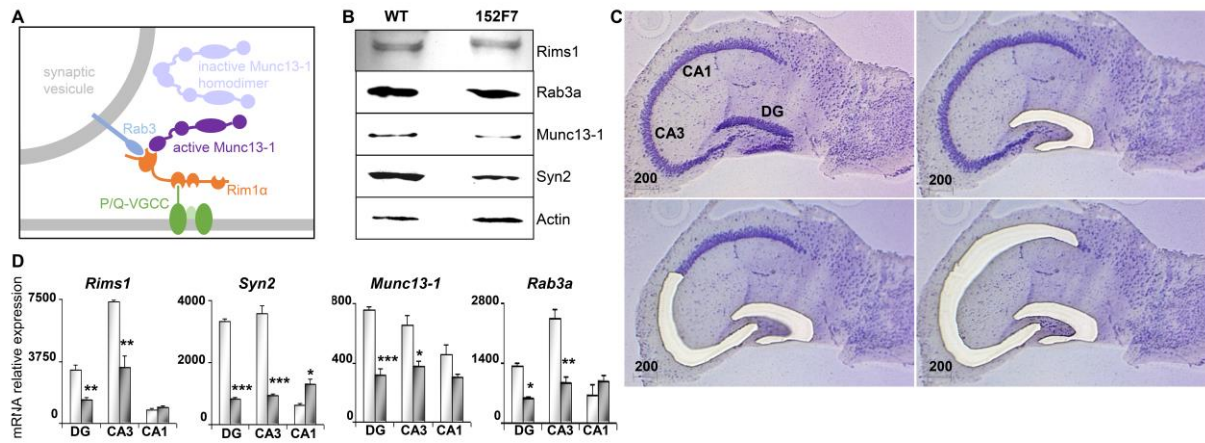 A
synaptic
vesicule
inactive Munc13-1
homodimer
Rab3
active Munc13-1
Rim1α
P/Q-VGCC
B
WT 152F7
Rims1
Rab3a
Munc13-1
Syn2
Actin
C
CA1
DG
CA3
200
200
200
200
D
mRNA relative expression
Rims1
7500
3750
0
**
**
DG CA3 CA1
Syn2
4000
2000
0
***
***
*
DG CA3 CA1
Munc13-1
800
400
0
***
*
DG CA3 CA1
Rab3a
2800
1400
0
*
**
DG CA3 CA1